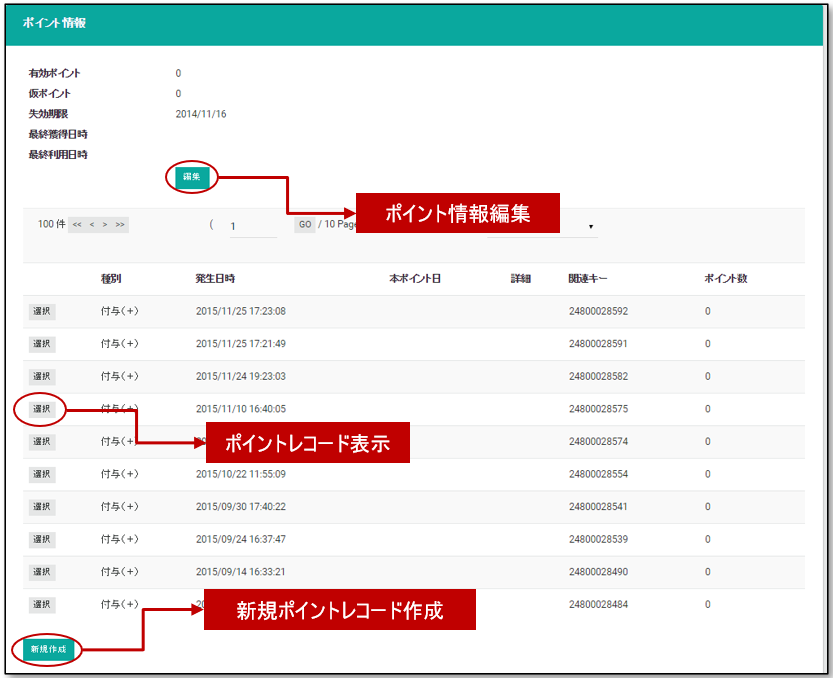 ポイント情報
有効ポイント 0
仮ポイント 0
失効期限 2014/11/16
最終獲得日時
最終利用日時
編集
ポイント情報編集
100 件 << < > >> ( 1 GO / 10 Page
種別 発生日時 本ポイント日 詳細 関連キー ポイント数
選択 付与(+) 2015/11/25 17:23:08 24800028592 0
選択 付与(+) 2015/11/25 17:21:49 24800028591 0
選択 付与(+) 2015/11/24 19:23:03 24800028582 0
選択 付与(+) 2015/11/10 16:40:05 24800028575 0
ポイントレコード表示
選択 付与(+) 24800028574 0
選択 付与(+) 2015/10/22 11:55:09 24800028554 0
選択 付与(+) 2015/09/30 17:40:22 24800028541 0
選択 付与(+) 2015/09/24 16:37:47 24800028539 0
選択 付与(+) 2015/09/14 16:33:21 24800028490 0
選択 付与(+) 24800028484 0
新規ポイントレコード作成
新規作成